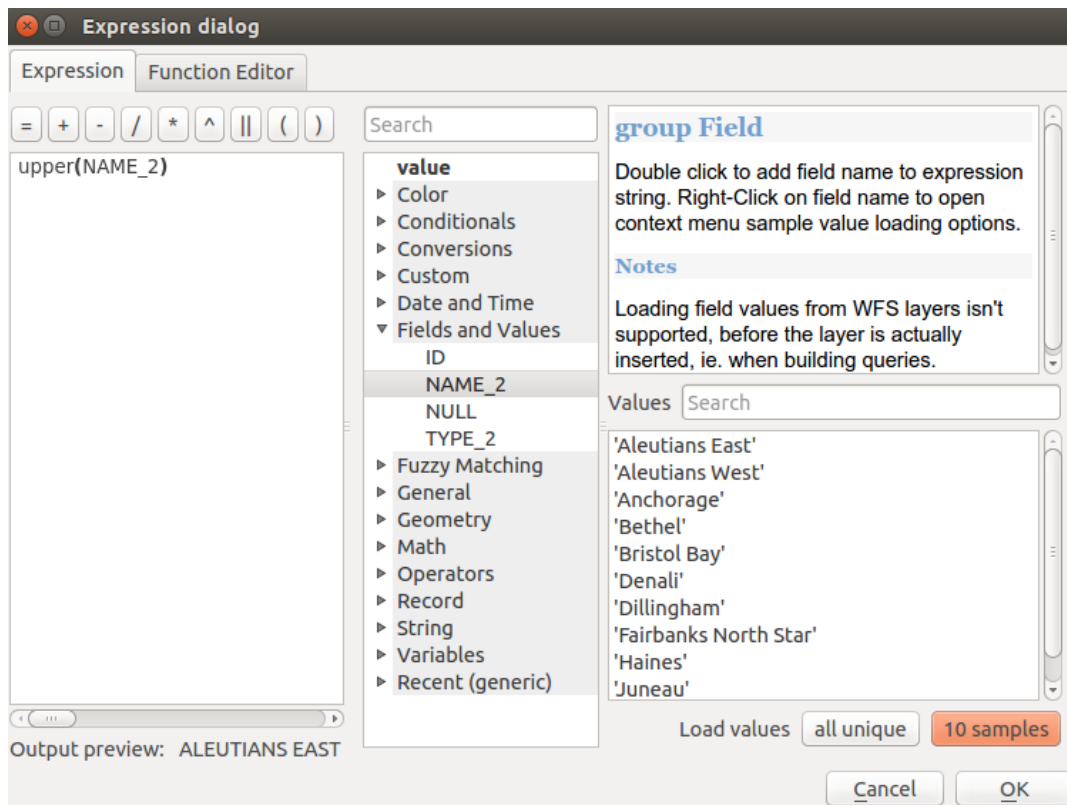 Expression dialog
Expression
Function Editor
= + - / * ^ || ( )
upper(NAME_2)
Output preview: ALEUTIANS EAST
Search
value
Color
Conditionals
Conversions
Custom
Date and Time
Fields and Values
ID
NAME_2
NULL
TYPE_2
Fuzzy Matching
General
Geometry
Math
Operators
Record
String
Variables
Recent (generic)
group Field
Double click to add field name to expression
string. Right-Click on field name to open
context menu sample value loading options.
Notes
Loading field values from WFS layers isn't
supported, before the layer is actually
inserted, ie. when building queries.
Values Search
'Aleutians East'
'Aleutians West'
'Anchorage'
'Bethel'
'Bristol Bay'
'Denali'
'Dillingham'
'Fairbanks North Star'
'Haines'
'Juneau'
Load values all unique 10 samples
Cancel OK